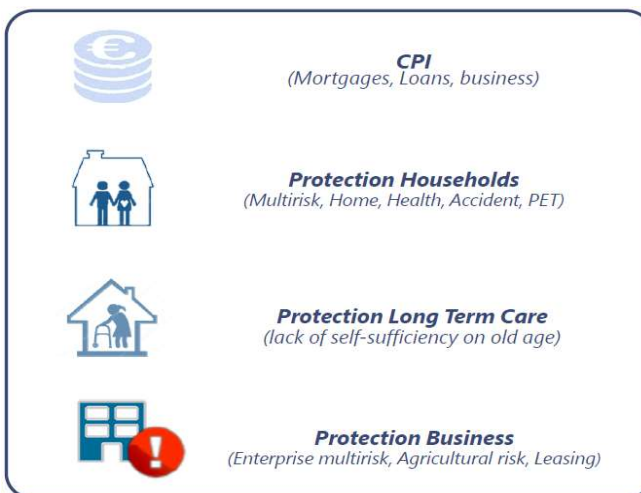 CPI
(Mortgages, Loans, business)
Protection Households
(Multirisk, Home, Health, Accident, PET)
Protection Long Term Care
(lack of self-sufficiency on old age)
Protection Business
(Enterprise multirisk, Agricultural risk, Leasing)